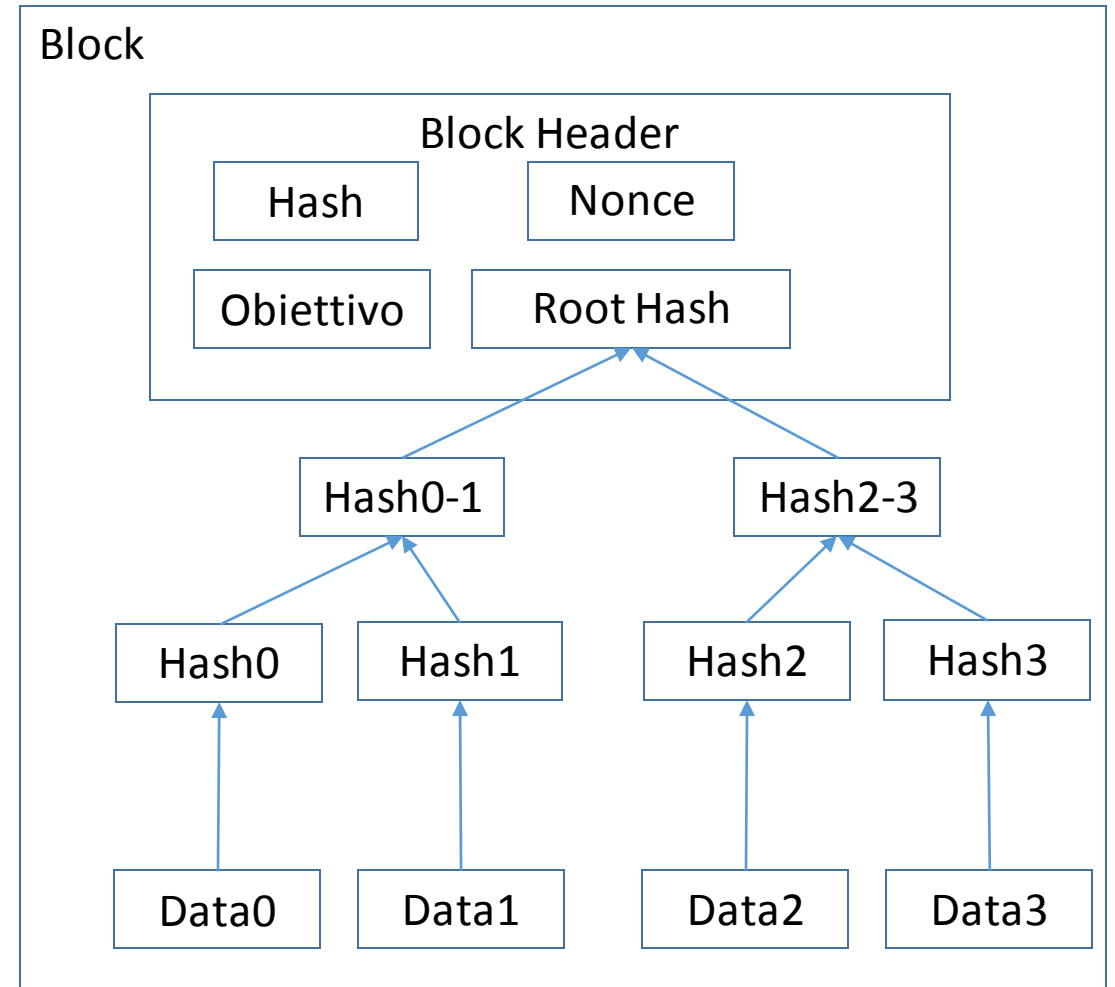 Block
Block Header
Hash
Nonce
Obiettivo
Root Hash
Hash0-1
Hash2-3
Hash0
Hash1
Hash2
Hash3
Data0
Data1
Data2
Data3